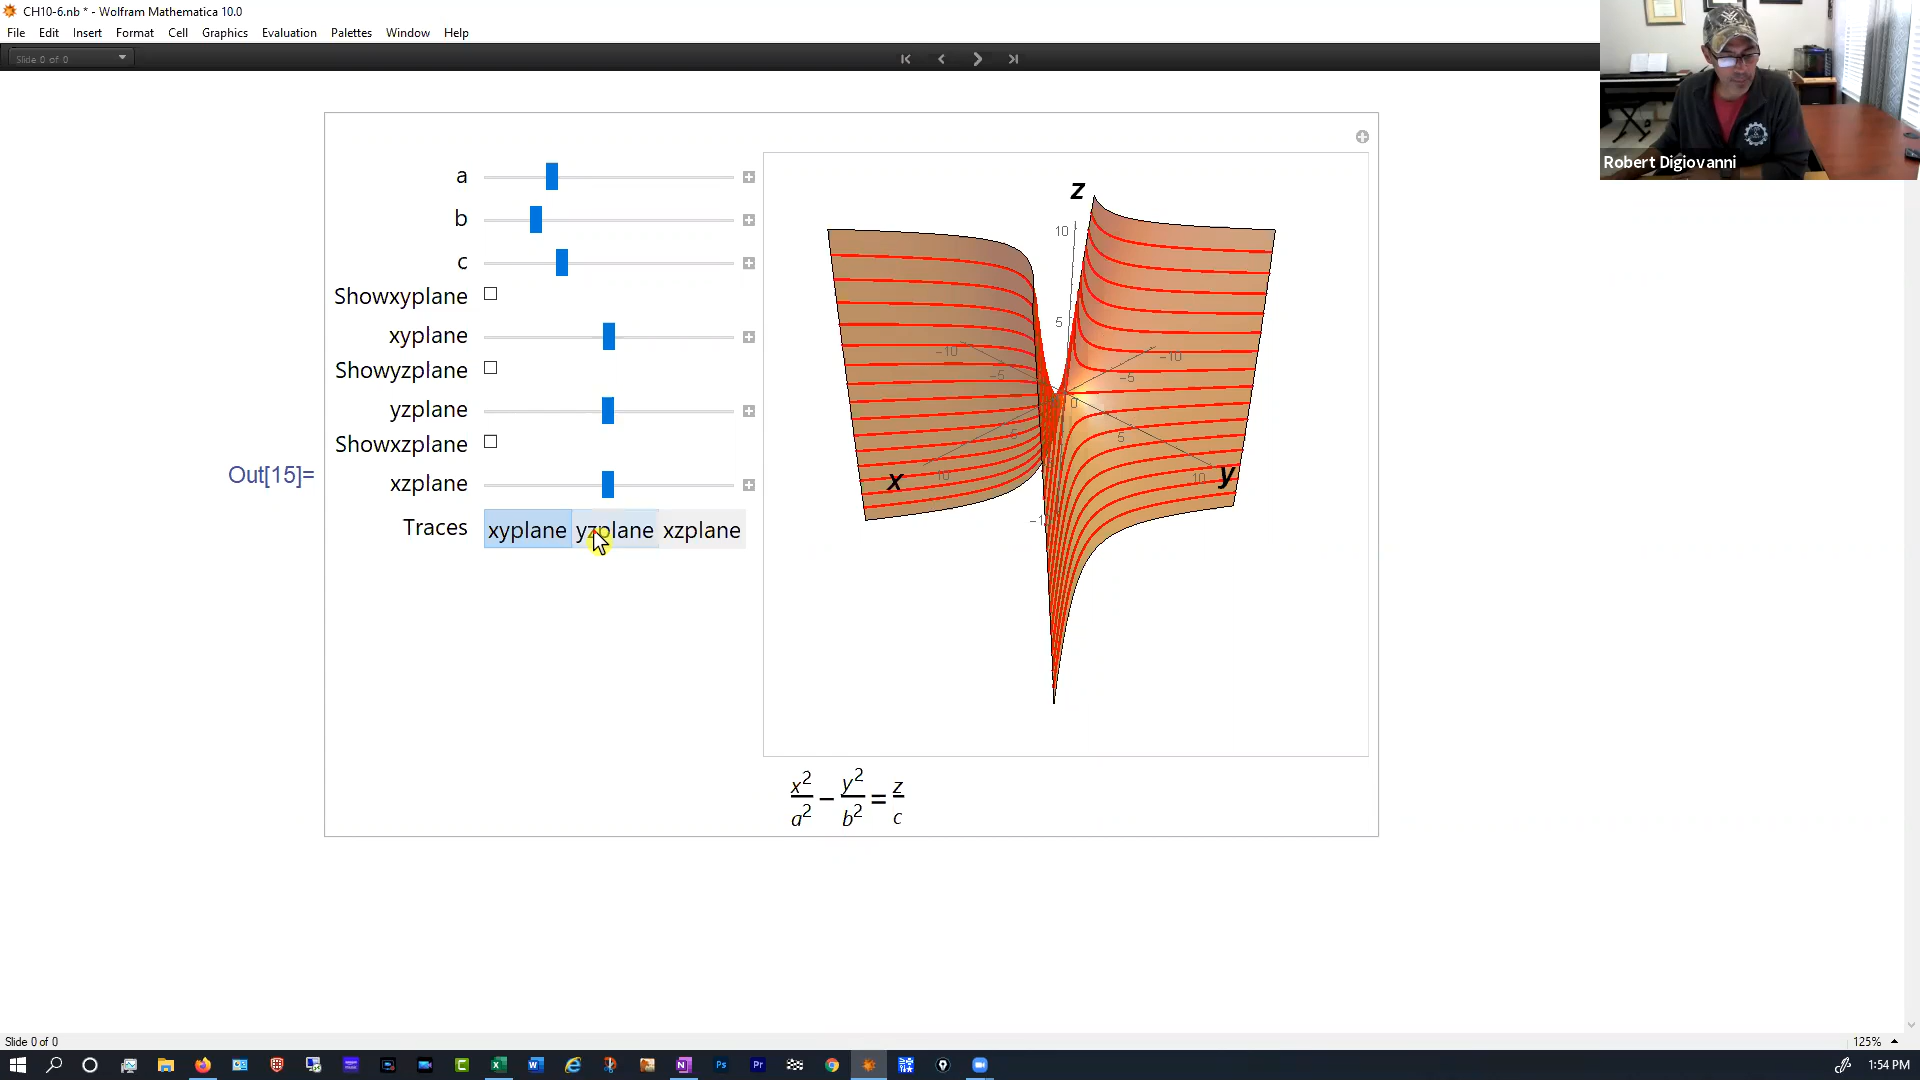 CH10-6.nb * - Wolfram Mathematica 10.0
File Edit Insert Format Cell Graphics Evaluation Palettes Window Help
Slide 0 of 0
Robert Digiovanni
a
b
c
Showxyplane
xyplane
Showyzplane
yzplane
Showxzplane
xzplane
Traces xyplane yzplane xzplane
Out[15]=
z
10
5
-10 -10
-5 -5
0
5 5
x 10 10 y
x² / a² − y² / b² = z / c
Slide 0 of 0
125%
1:54 PM